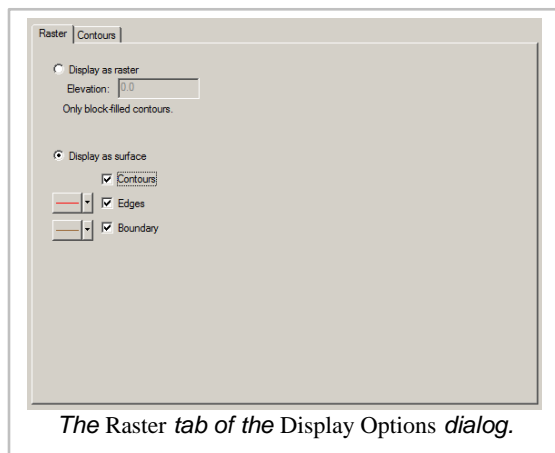 Raster Contours
Display as raster
Elevation: 0.0
Only block-filled contours.
Display as surface
Contours
Edges
Boundary
The Raster tab of the Display Options dialog.